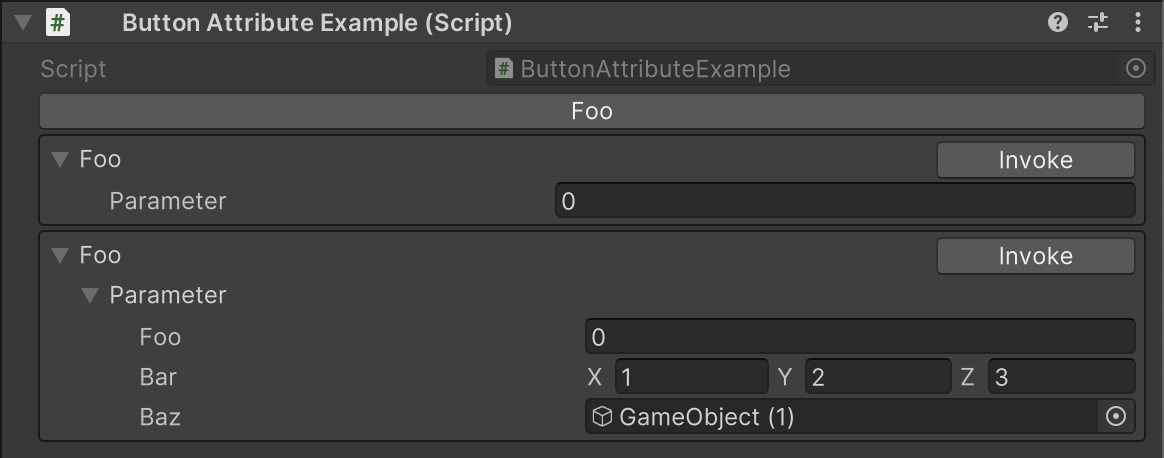 # Button Attribute Example (Script)
Script # ButtonAttributeExample
Foo
Foo Invoke
Parameter 0
Foo Invoke
Parameter
Foo 0
Bar X 1 Y 2 Z 3
Baz GameObject (1)